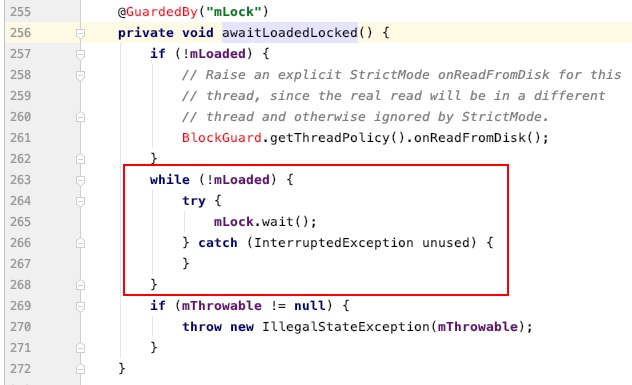 255 @GuardedBy("mLock")
256 private void awaitLoadedLocked() {
257 if (!mLoaded) {
258 // Raise an explicit StrictMode onReadFromDisk for this
259 // thread, since the real read will be in a different
260 // thread and otherwise ignored by StrictMode.
261 BlockGuard.getThreadPolicy().onReadFromDisk();
262 }
263 while (!mLoaded) {
264 try {
265 mLock.wait();
266 } catch (InterruptedException unused) {
267 }
268 }
269 if (mThrowable != null) {
270 throw new IllegalStateException(mThrowable);
271 }
272 }